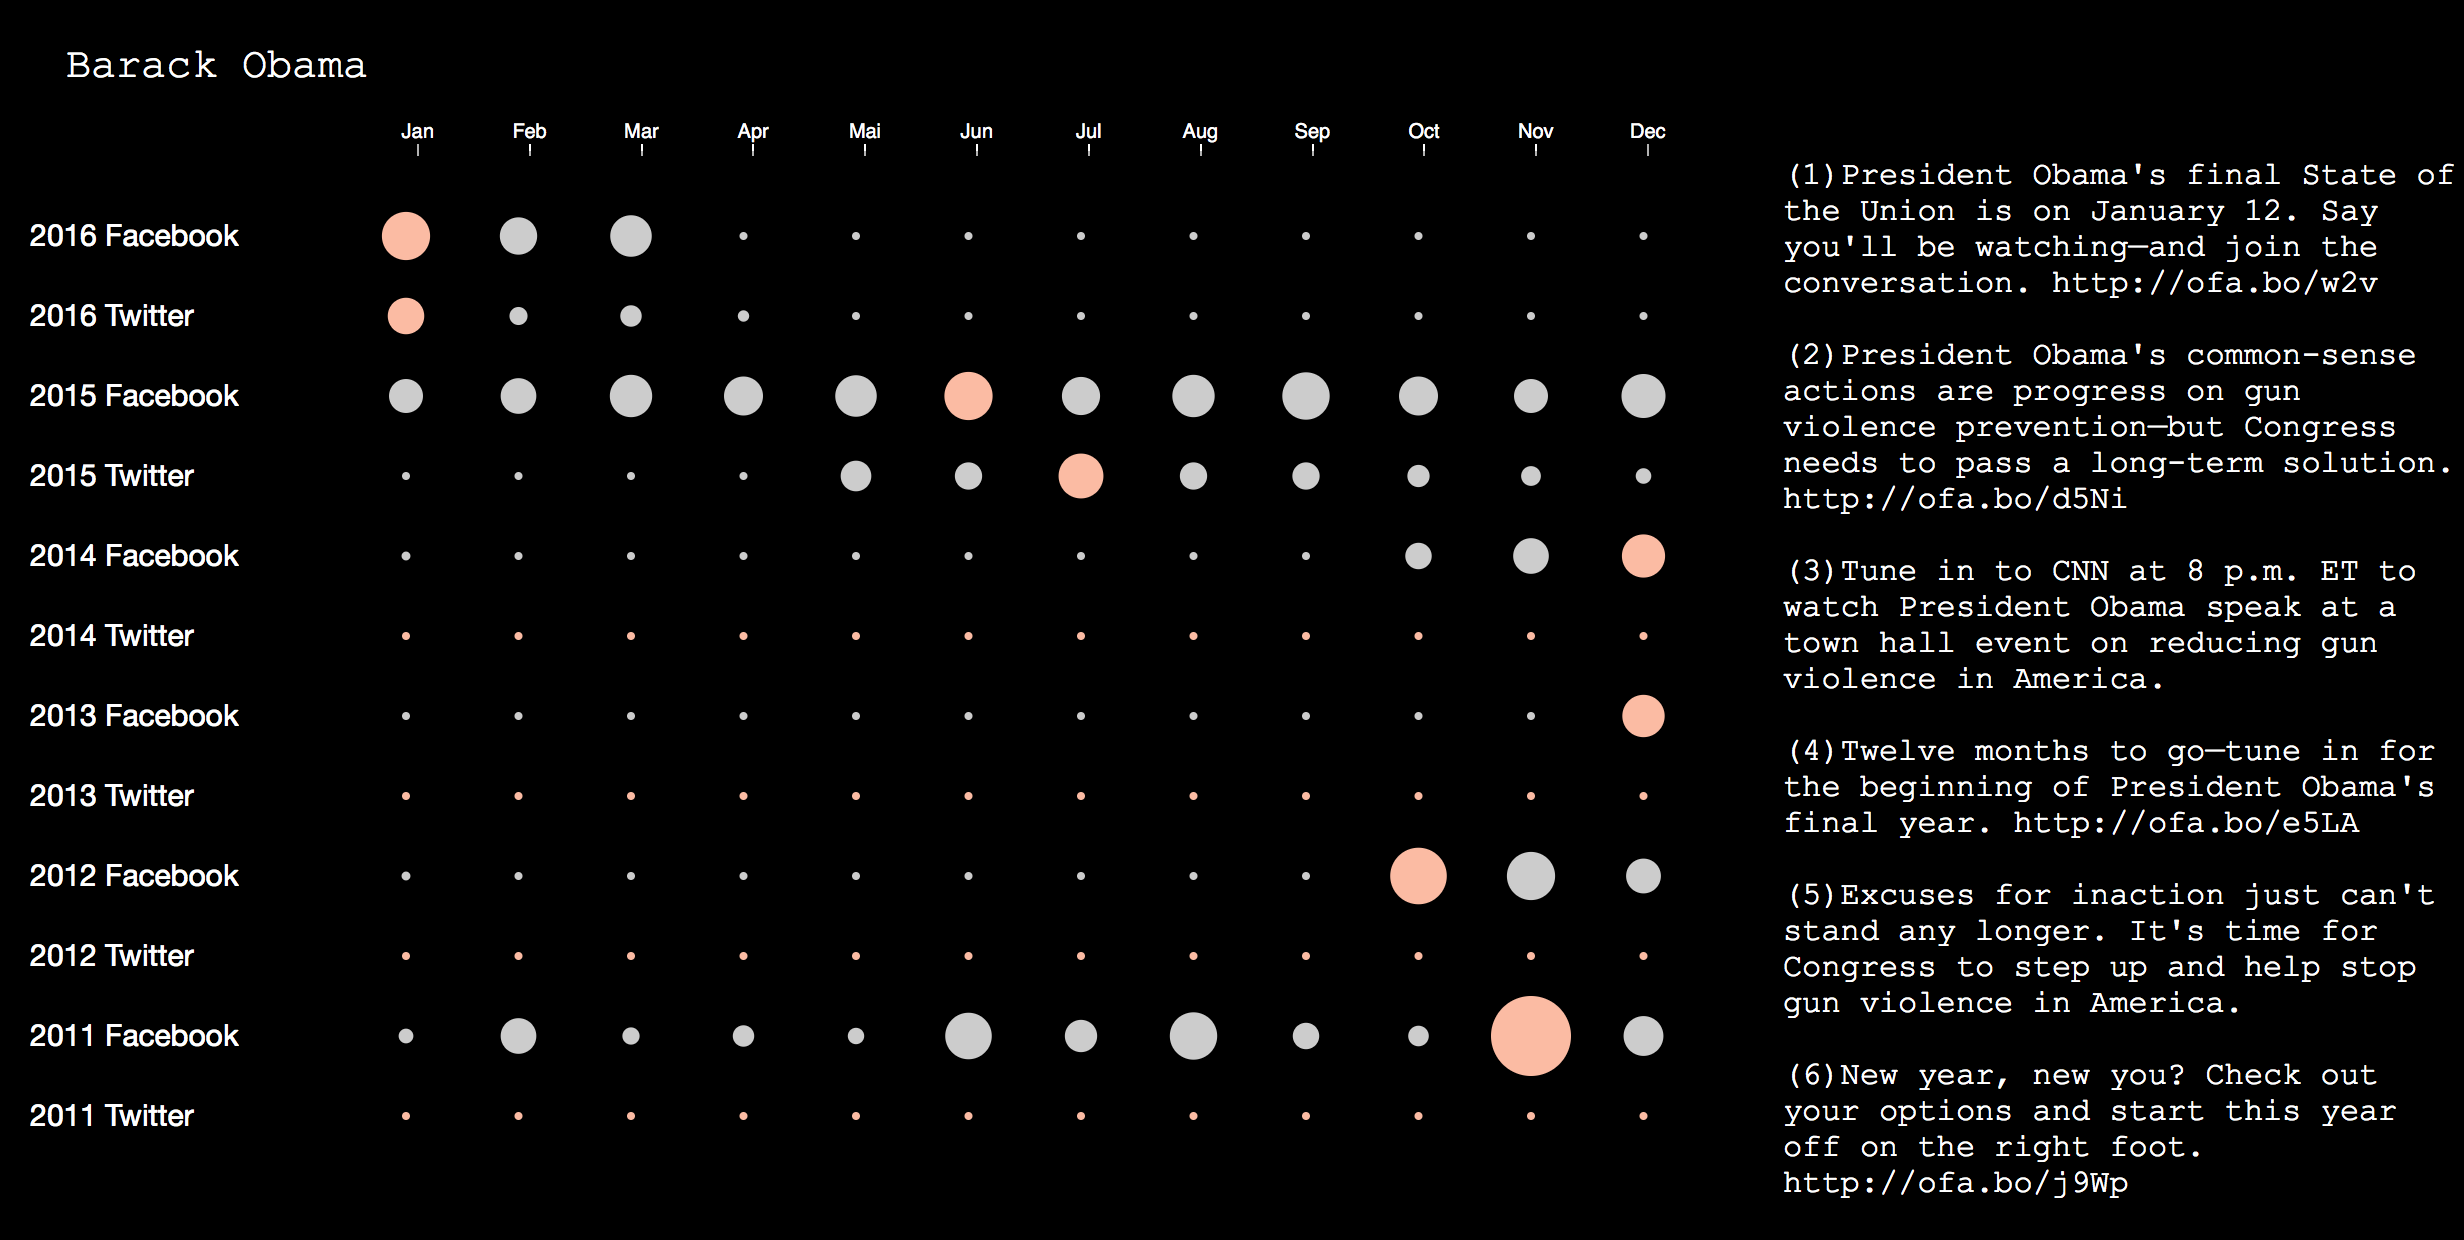 Barack Obama
Jan Feb Mar Apr Mai Jun Jul Aug Sep Oct Nov Dec
2016 Facebook
2016 Twitter
2015 Facebook
2015 Twitter
2014 Facebook
2014 Twitter
2013 Facebook
2013 Twitter
2012 Facebook
2012 Twitter
2011 Facebook
2011 Twitter
(1)President Obama's final State of
the Union is on January 12. Say
you'll be watching—and join the
conversation. http://ofa.bo/w2v
(2)President Obama's common-sense
actions are progress on gun
violence prevention—but Congress
needs to pass a long-term solution.
http://ofa.bo/d5Ni
(3)Tune in to CNN at 8 p.m. ET to
watch President Obama speak at a
town hall event on reducing gun
violence in America.
(4)Twelve months to go—tune in for
the beginning of President Obama's
final year. http://ofa.bo/e5LA
(5)Excuses for inaction just can't
stand any longer. It's time for
Congress to step up and help stop
gun violence in America.
(6)New year, new you? Check out
your options and start this year
off on the right foot.
http://ofa.bo/j9Wp